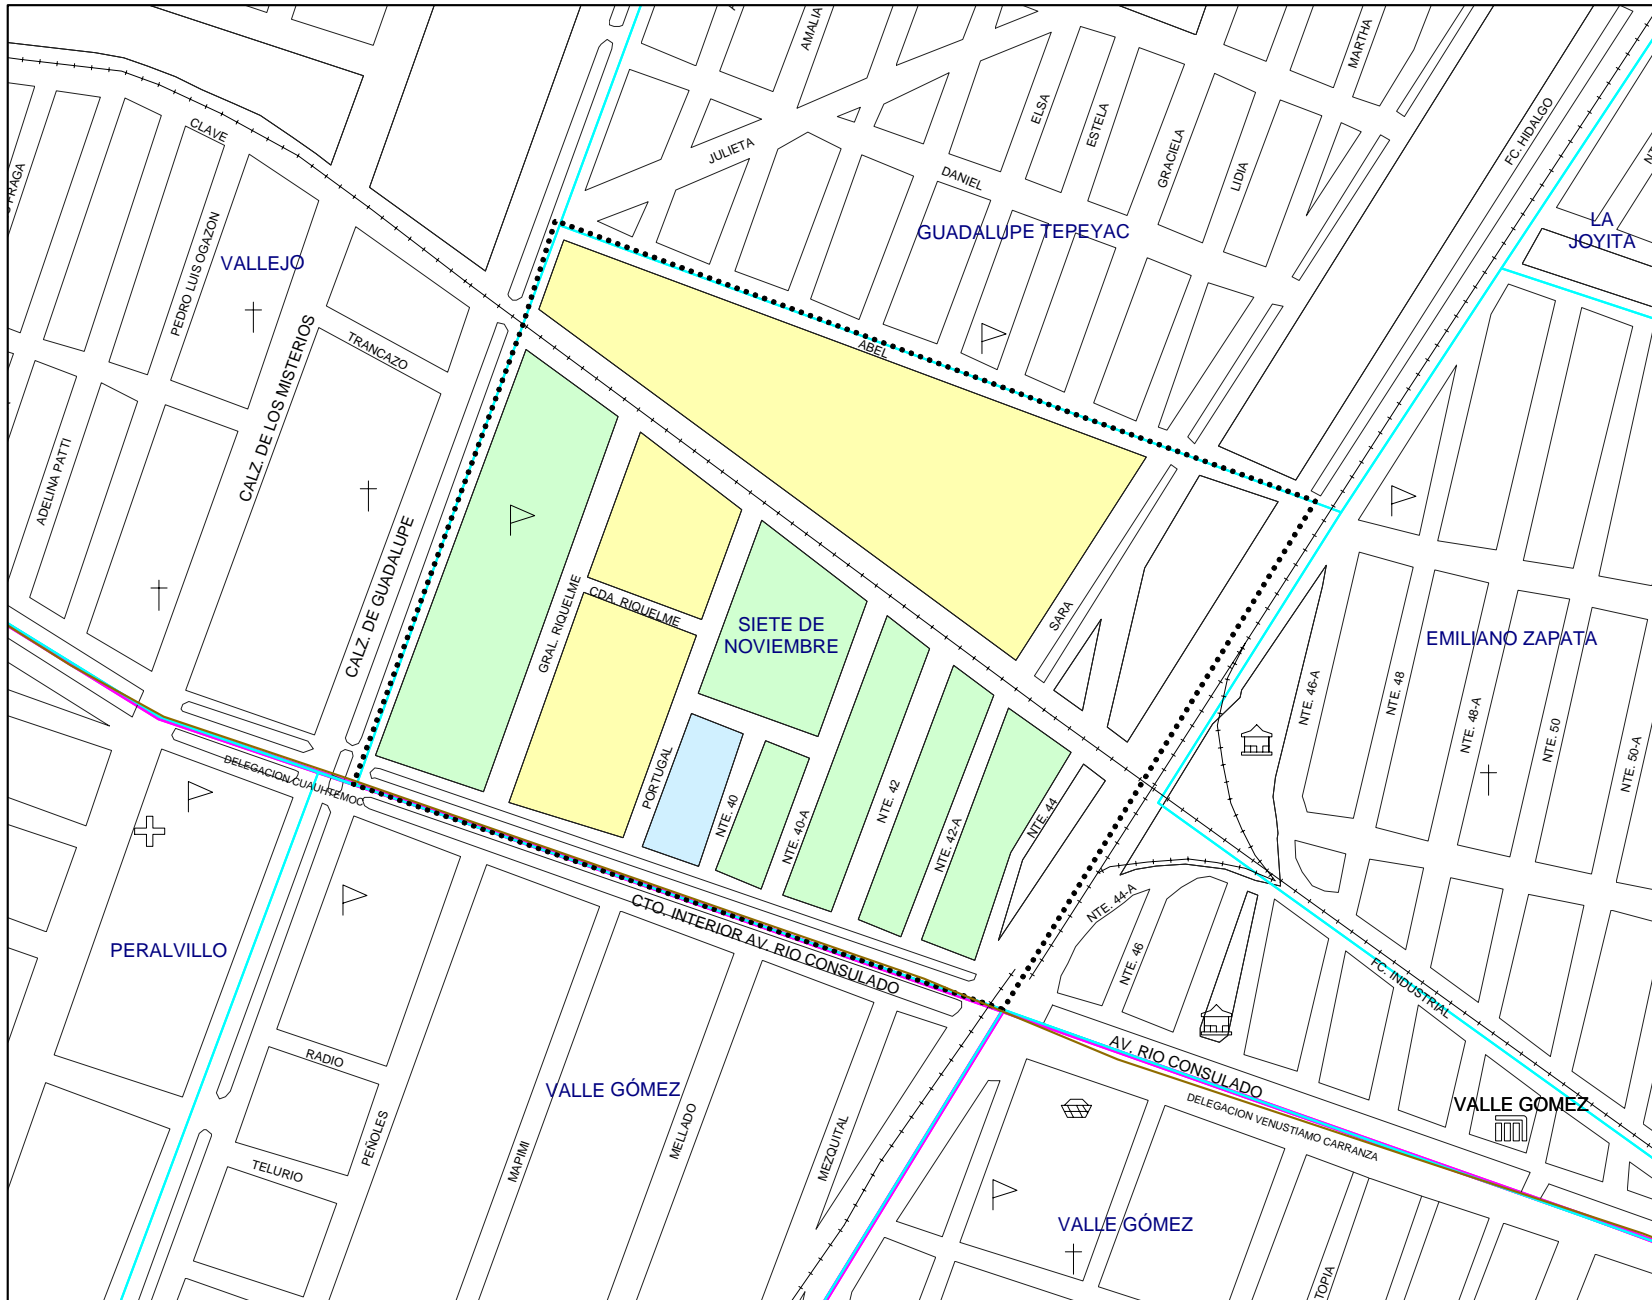 AMALIA
MARTHA
CLAVE
JULIETA
ELSA
ESTELA
GRACIELA
LIDIA
FC. HIDALGO
DANIEL
PEDRO LUIS OGAZON
VALLEJO
GUADALUPE TEPEYAC
LA
JOYITA
TRANCAZO
CALZ. DE LOS MISTERIOS
ABEL
ADELINA PATTI
CALZ. DE GUADALUPE
GRAL. RIQUELME
CDA. RIQUELME
SIETE DE
NOVIEMBRE
SARA
EMILIANO ZAPATA
NTE. 46-A
NTE. 48
NTE. 48-A
NTE. 50
NTE. 50-A
DELEGACION CUAUHTEMOC
PORTUGAL
NTE. 40
NTE. 40-A
NTE. 42
NTE. 42-A
NTE. 44
NTE. 44-A
NTE. 46
PERALVILLO
CTO. INTERIOR AV. RIO CONSULADO
FC. INDUSTRIAL
RADIO
VALLE GÓMEZ
AV. RIO CONSULADO
DELEGACION VENUSTIAMO CARRANZA
VALLE GOMEZ
PEÑOLES
MAPIMI
MELLADO
MEZQUITAL
TELURIO
VALLE GÓMEZ
TOPIA